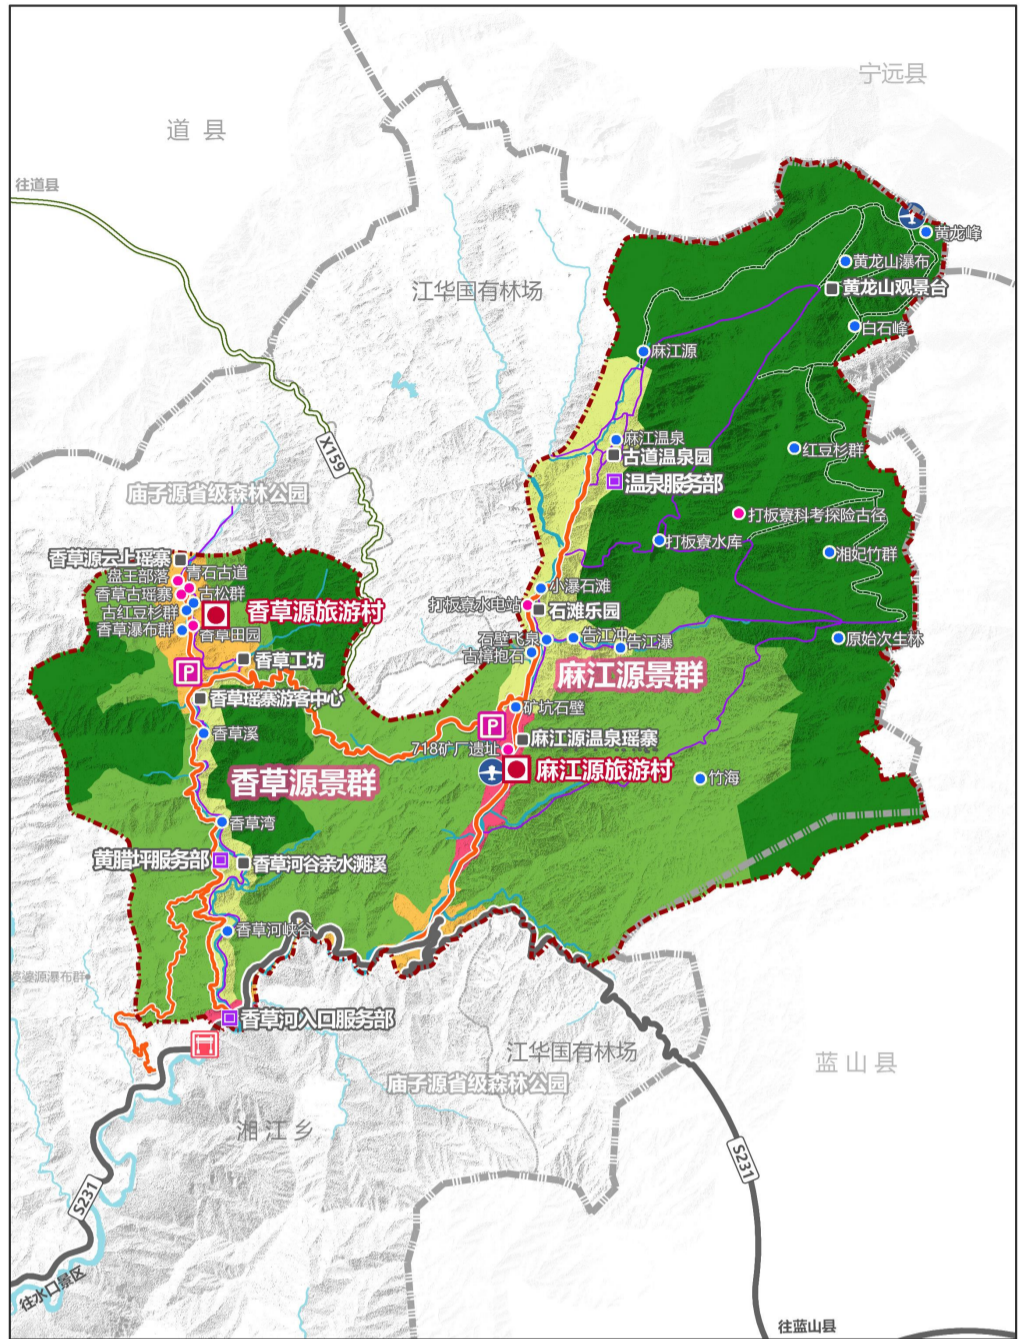 宁远县
道县
往道县
黄龙峰
黄龙山瀑布
黄龙山观景台
江华国有林场
白石峰
麻江源
麻江温泉
古道温泉园
红豆杉群
X159
温泉服务部
庙子源省级森林公园
打板寮科考探险古径
打板寮水库
湘妃竹群
香草源云上瑶寨
盘王部落
青石古道
香草古瑶寨
古松群
古红豆杉群
香草源旅游村
香草瀑布群
香草田园
小瀑石滩
打板寮水电站
石滩乐园
石壁飞泉
告江冲
告江瀑
原始次生林
古樟抱石
香草工坊
P
麻江源景群
香草瑶寨游客中心
矿坑石壁
P
香草溪
718矿厂遗址
麻江源温泉瑶寨
麻江源旅游村
竹海
香草源景群
香草湾
黄腊坪服务部
香草河谷亲水溯溪
香草河峡谷
源瀑布群
香草河入口服务部
江华国有林场
庙子源省级森林公园
蓝山县
湘江乡
S231
S231
往水口景区
往蓝山县